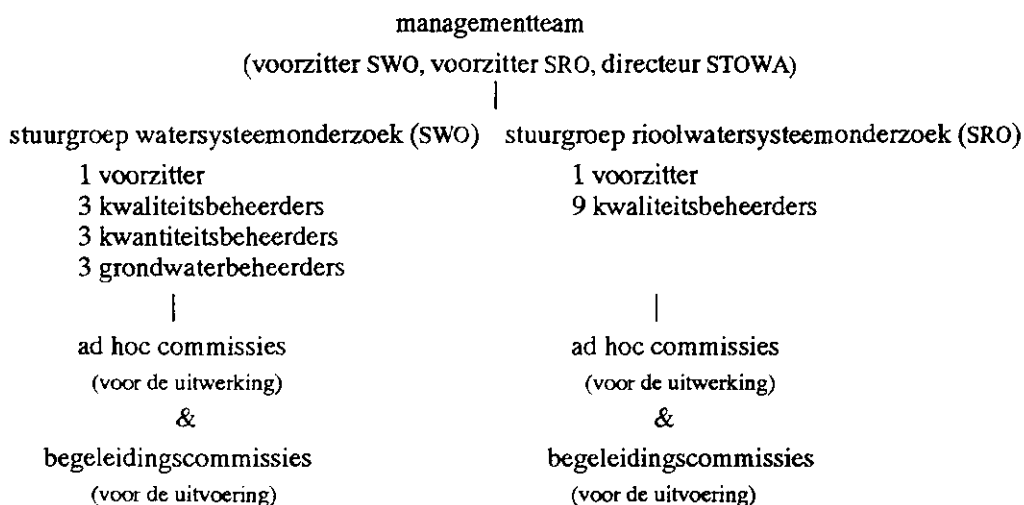 managementteam
(voorzitter SWO, voorzitter SRO, directeur STOWA)
stuurgroep watersysteemonderzoek (SWO)
1 voorzitter
3 kwaliteitsbeheerders
3 kwantiteitsbeheerders
3 grondwaterbeheerders
ad hoc commissies
(voor de uitwerking)
&
begeleidingscommissies
(voor de uitvoering)
stuurgroep rioolwatersysteemonderzoek (SRO)
1 voorzitter
9 kwaliteitsbeheerders
ad hoc commissies
(voor de uitwerking)
&
begeleidingscommissies
(voor de uitvoering)